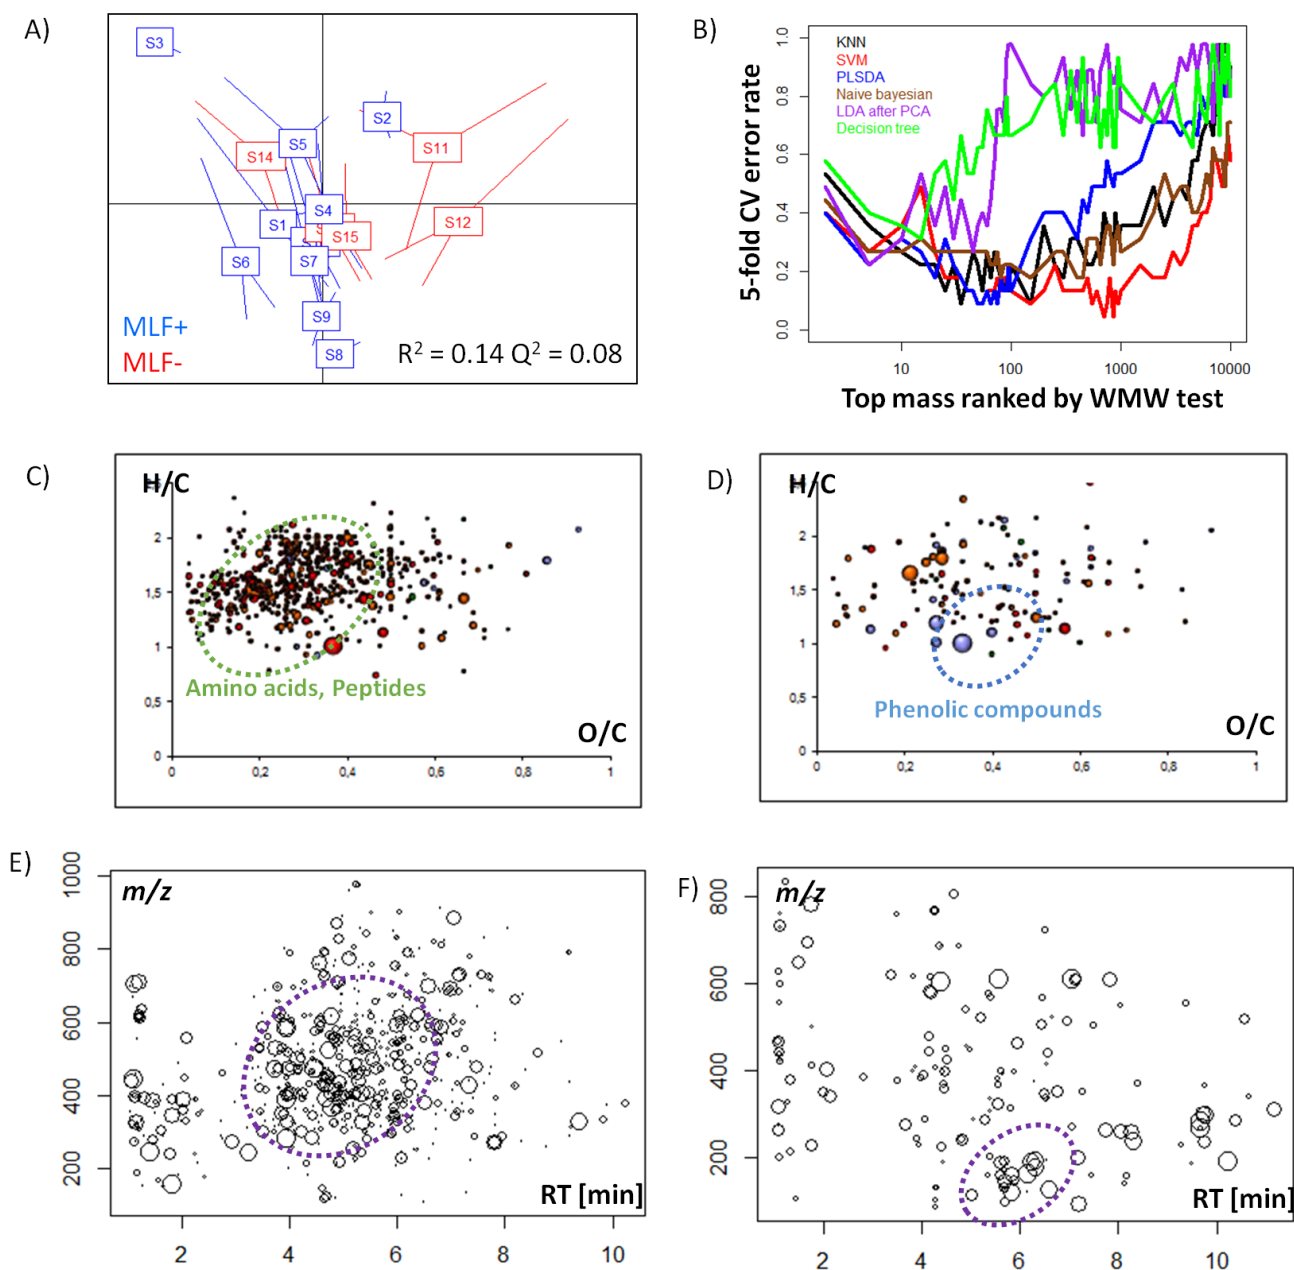 A)
S3
S2
S5
S14
S11
S4
S1
S
S15
S12
S6
S7
S9
S8
MLF+
MLF-
R² = 0.14 Q² = 0.08
B)
5-fold CV error rate
1.0
0.8
0.6
0.4
0.2
0.0
KNN
SVM
PLSDA
Naive bayesian
LDA after PCA
Decision tree
10 100 1000 10000
Top mass ranked by WMW test
C)
H/C
2
1,5
1
0,5
0
Amino acids, Peptides
O/C
0 0,2 0,4 0,6 0,8 1
D)
H/C
2
1,5
1
0,5
0
Phenolic compounds
O/C
0 0,2 0,4 0,6 0,8 1
E)
m/z
1000
800
600
400
200
RT [min]
2 4 6 8 10
F)
m/z
800
600
400
200
RT [min]
2 4 6 8 10